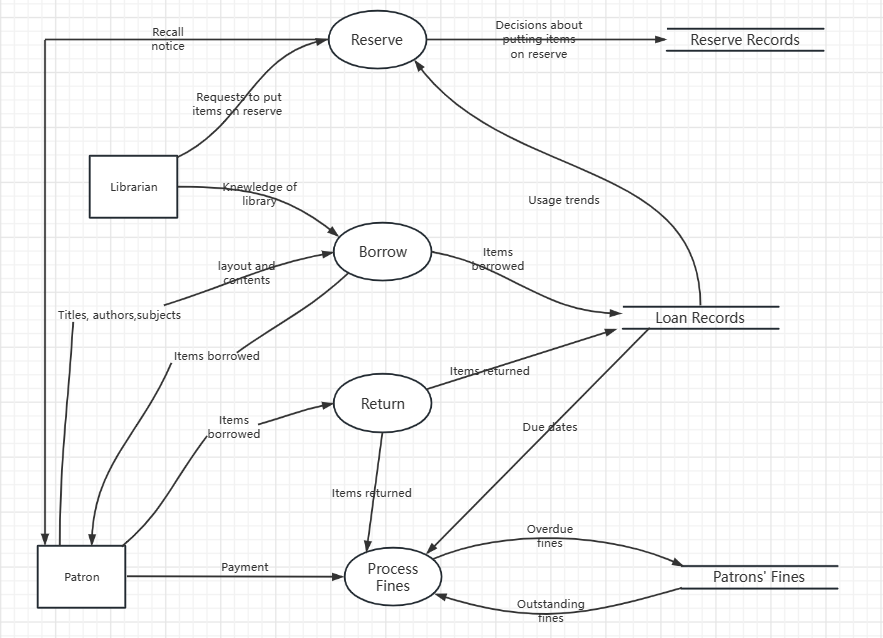 Recall
notice
Reserve
Decisions about
putting items
on reserve
Reserve Records
Requests to put
items on reserve
Librarian
Knewledge of
library
Usage trends
Borrow
layout and
contents
Items
borrowed
Titles, authors,subjects
Loan Records
Items borrowed
Items returned
Return
Items
borrowed
Due dates
Items returned
Overdue
fines
Payment
Patron
Process
Fines
Patrons' Fines
Outstanding
fines